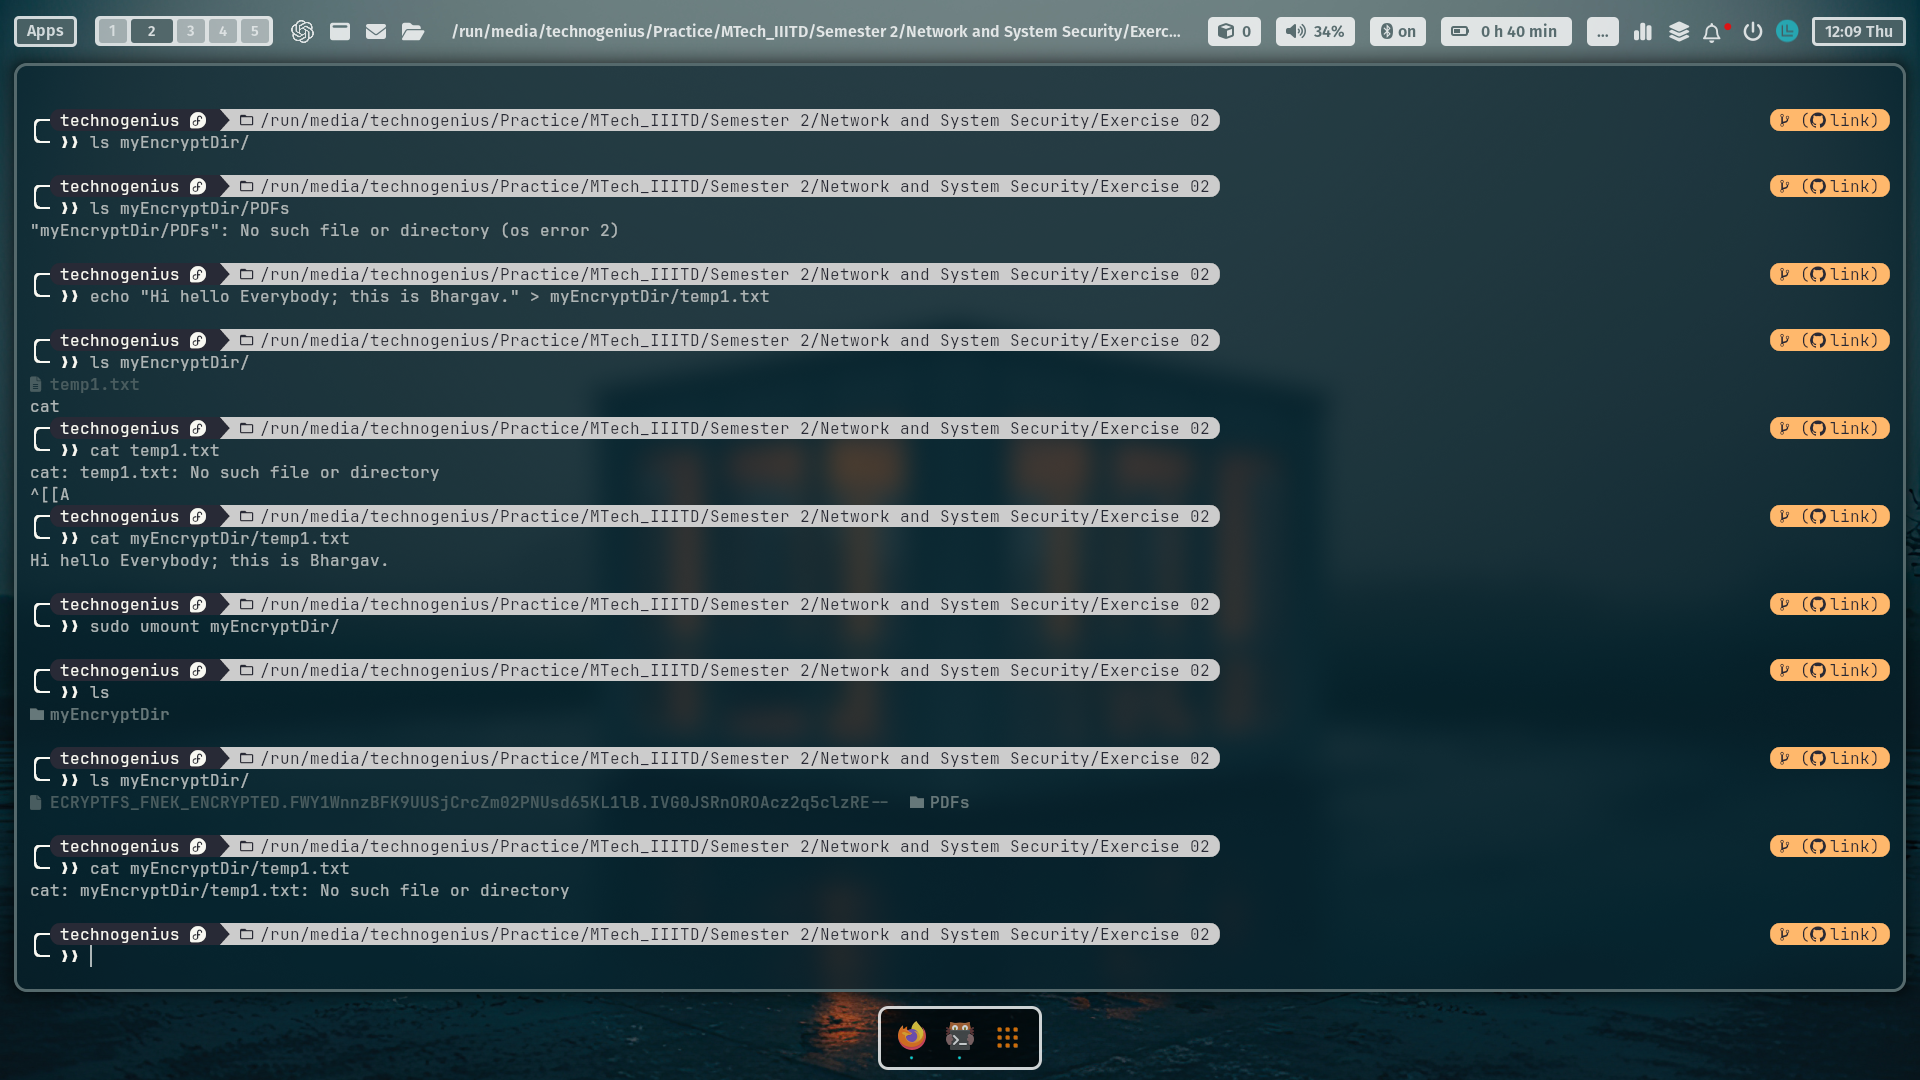 Apps 1 2 3 4 5 /run/media/technogenius/Practice/MTech_IIITD/Semester 2/Network and System Security/Exerc... 0 34% on 0 h 40 min ... 12:09 Thu
technogenius /run/media/technogenius/Practice/MTech_IIITD/Semester 2/Network and System Security/Exercise 02 (link)
❯❯ ls myEncryptDir/
technogenius /run/media/technogenius/Practice/MTech_IIITD/Semester 2/Network and System Security/Exercise 02 (link)
❯❯ ls myEncryptDir/PDFs
"myEncryptDir/PDFs": No such file or directory (os error 2)
technogenius /run/media/technogenius/Practice/MTech_IIITD/Semester 2/Network and System Security/Exercise 02 (link)
❯❯ echo "Hi hello Everybody; this is Bhargav." > myEncryptDir/temp1.txt
technogenius /run/media/technogenius/Practice/MTech_IIITD/Semester 2/Network and System Security/Exercise 02 (link)
❯❯ ls myEncryptDir/
temp1.txt
cat
technogenius /run/media/technogenius/Practice/MTech_IIITD/Semester 2/Network and System Security/Exercise 02 (link)
❯❯ cat temp1.txt
cat: temp1.txt: No such file or directory
^[[A
technogenius /run/media/technogenius/Practice/MTech_IIITD/Semester 2/Network and System Security/Exercise 02 (link)
❯❯ cat myEncryptDir/temp1.txt
Hi hello Everybody; this is Bhargav.
technogenius /run/media/technogenius/Practice/MTech_IIITD/Semester 2/Network and System Security/Exercise 02 (link)
❯❯ sudo umount myEncryptDir/
technogenius /run/media/technogenius/Practice/MTech_IIITD/Semester 2/Network and System Security/Exercise 02 (link)
❯❯ ls
myEncryptDir
technogenius /run/media/technogenius/Practice/MTech_IIITD/Semester 2/Network and System Security/Exercise 02 (link)
❯❯ ls myEncryptDir/
ECRYPTFS_FNEK_ENCRYPTED.FWY1WnnzBFK9UUSjCrcZm02PNUsd65KL1lB.IVG0JSRnOROAcz2q5clzRE-- PDFs
technogenius /run/media/technogenius/Practice/MTech_IIITD/Semester 2/Network and System Security/Exercise 02 (link)
❯❯ cat myEncryptDir/temp1.txt
cat: myEncryptDir/temp1.txt: No such file or directory
technogenius /run/media/technogenius/Practice/MTech_IIITD/Semester 2/Network and System Security/Exercise 02 (link)
❯❯